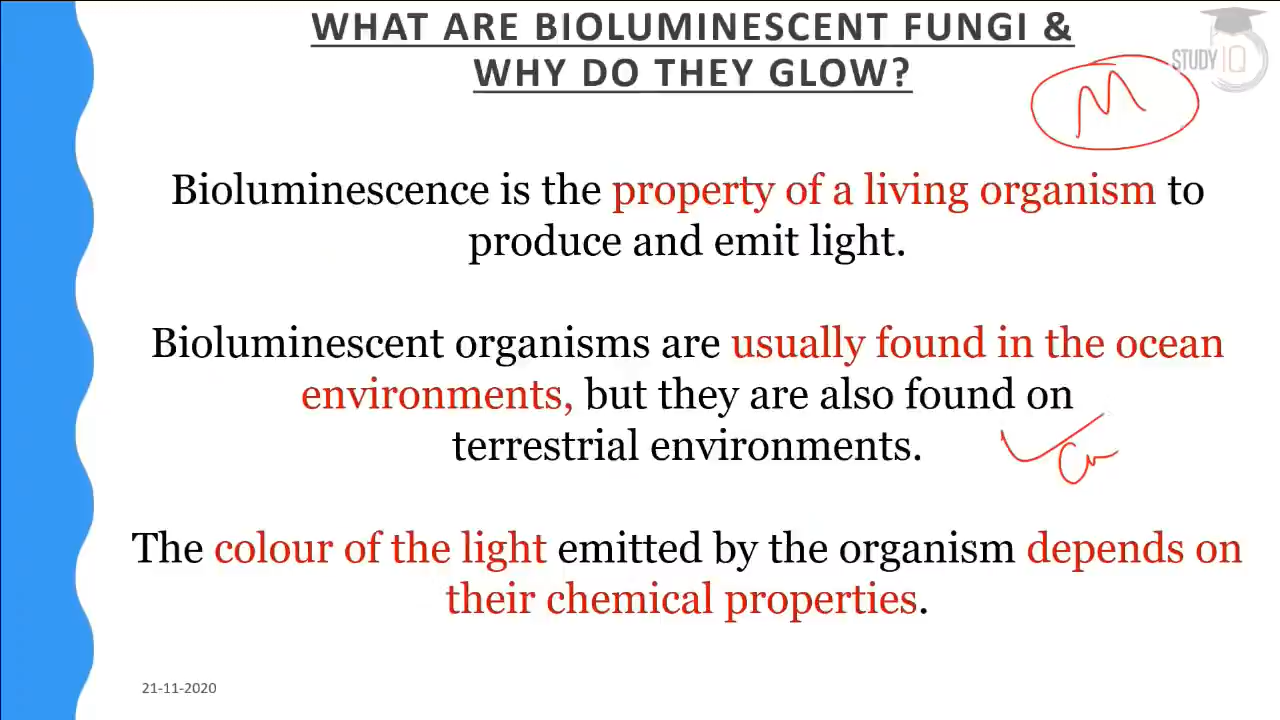 WHAT ARE BIOLUMINESCENT FUNGI &
WHY DO THEY GLOW?
STUDY IQ
M
Bioluminescence is the property of a living organism to
produce and emit light.
Bioluminescent organisms are usually found in the ocean
environments, but they are also found on
terrestrial environments.
The colour of the light emitted by the organism depends on
their chemical properties.
21-11-2020